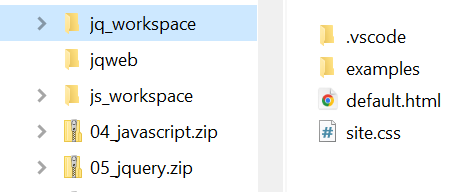 jq_workspace
jqweb
js_workspace
04_javascript.zip
05_jquery.zip
.vscode
examples
default.html
site.css